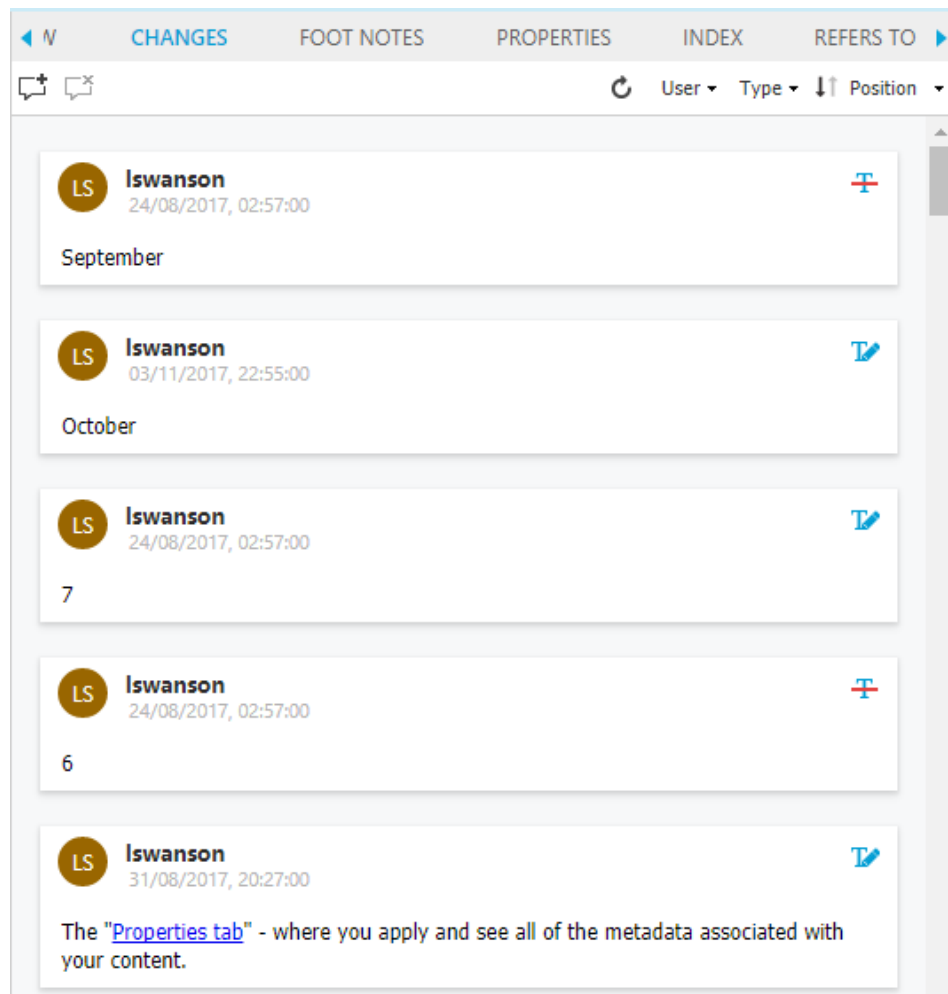 W CHANGES FOOT NOTES PROPERTIES INDEX REFERS TO
User Type Position
LS lswanson
24/08/2017, 02:57:00
September
LS lswanson
03/11/2017, 22:55:00
October
LS lswanson
24/08/2017, 02:57:00
7
LS lswanson
24/08/2017, 02:57:00
6
LS lswanson
31/08/2017, 20:27:00
The "Properties tab" - where you apply and see all of the metadata associated with
your content.